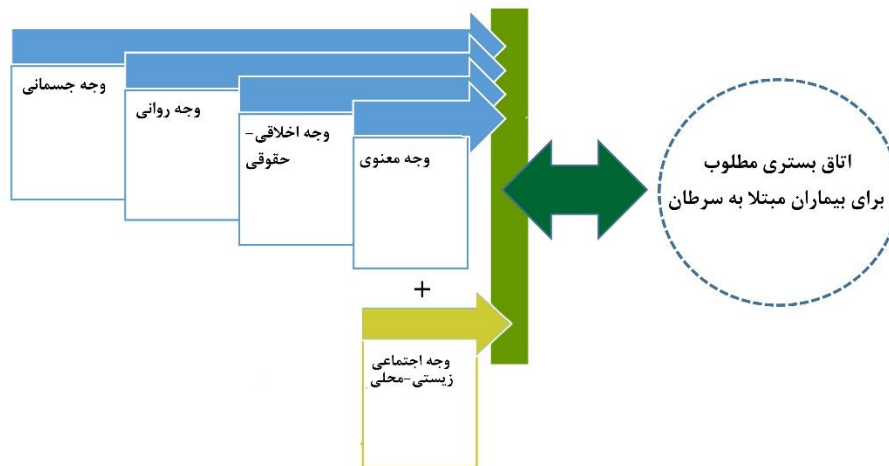 وجه جسمانی
وجه روانی
وجه اخلاقی-
حقوقی
وجه معنوی
+
وجه اجتماعی
زیستی-محلی
اتاق بستری مطلوب
برای بیماران مبتلا به سرطان